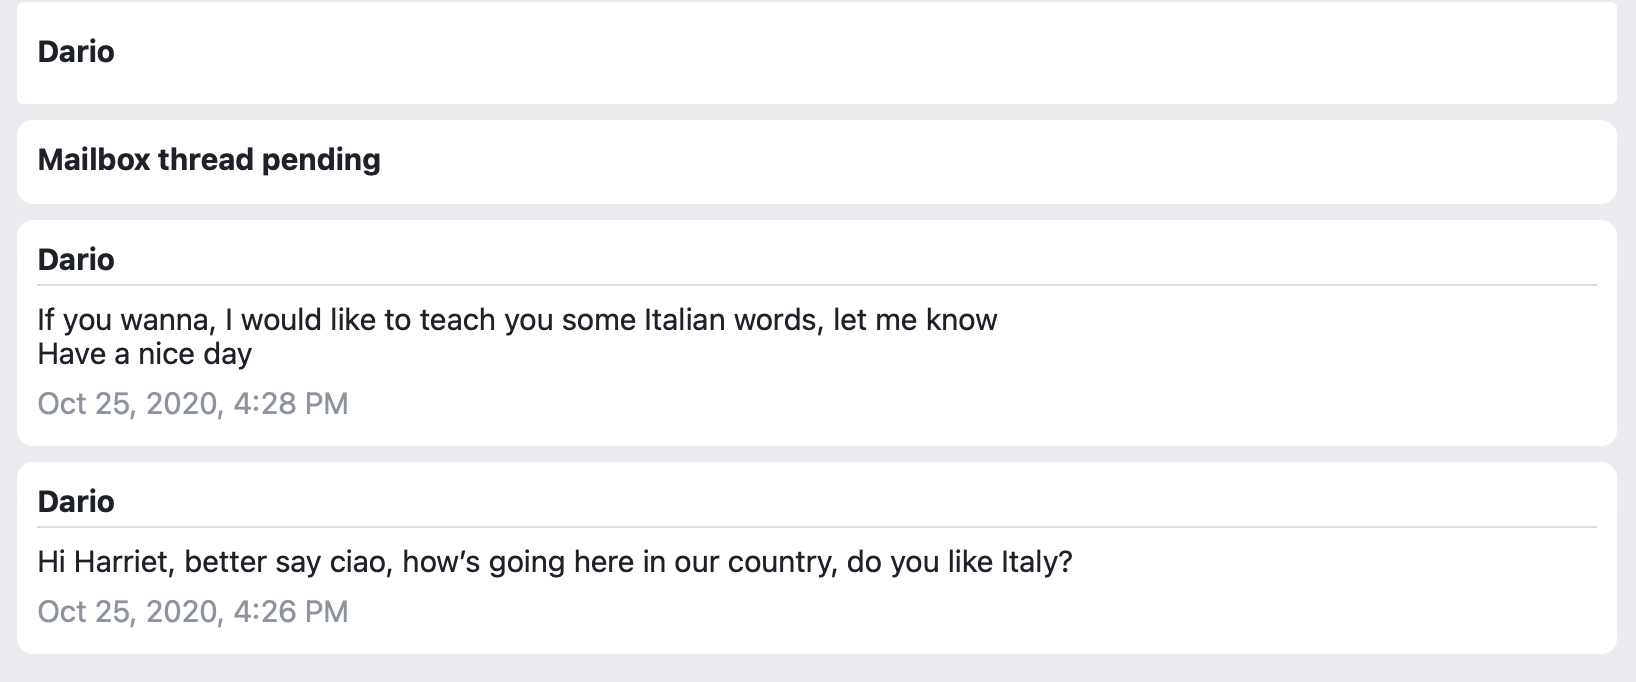 Dario
Mailbox thread pending
Dario
If you wanna, I would like to teach you some Italian words, let me know
Have a nice day
Oct 25, 2020, 4:28 PM
Dario
Hi Harriet, better say ciao, how’s going here in our country, do you like Italy?
Oct 25, 2020, 4:26 PM